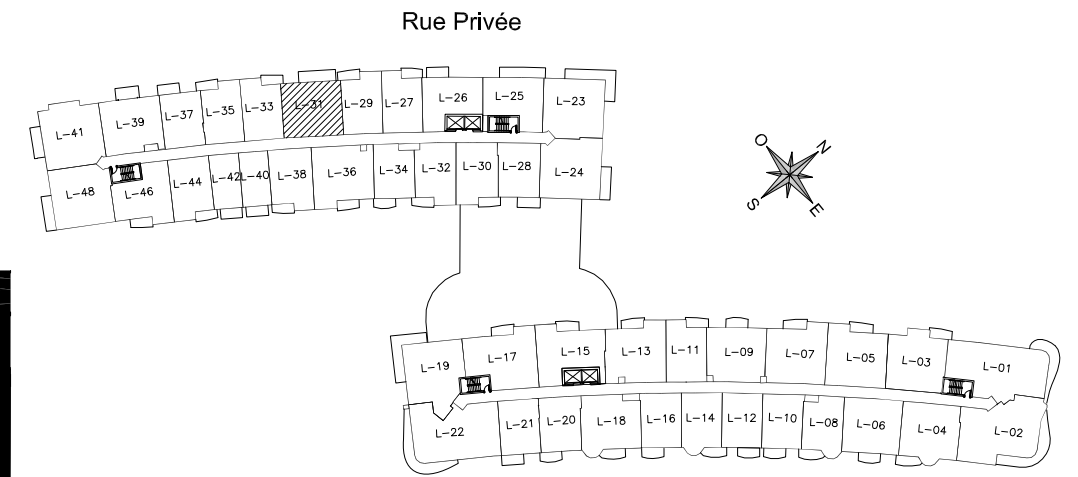 Rue Privée
L-41 L-39 L-37 L-35 L-33 L-31 L-29 L-27 L-26 L-25 L-23
L-48 L-46 L-44 L-42 L-40 L-38 L-36 L-34 L-32 L-30 L-28 L-24
O N
S E
L-19 L-17 L-15 L-13 L-11 L-09 L-07 L-05 L-03 L-01
L-22 L-21 L-20 L-18 L-16 L-14 L-12 L-10 L-08 L-06 L-04 L-02